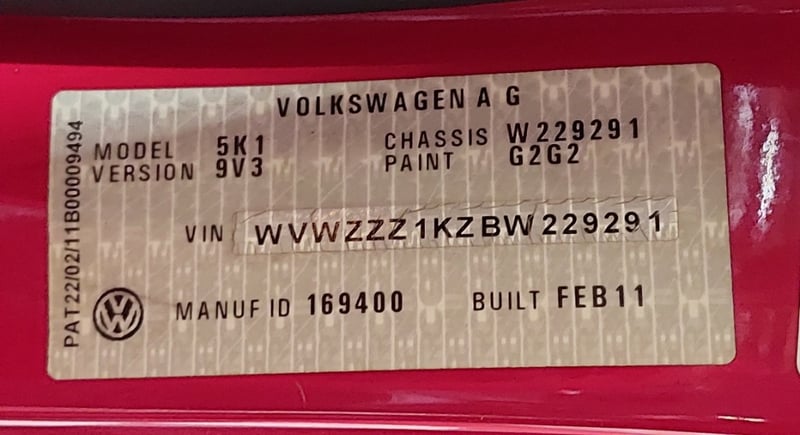 VOLKSWAGEN A G
MODEL 5K1 CHASSIS W229291
VERSION 9V3 PAINT G2G2
VIN WVWZZZ1KZBW229291
MANUF ID 169400 BUILT FEB11
PAT22/02/11B00009494